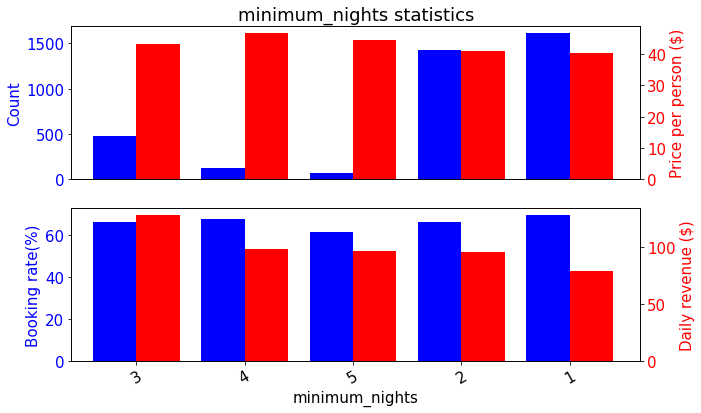 minimum_nights statistics
1500
1000
500
0
Count
40
30
20
10
0
Price per person ($)
60
40
20
0
Booking rate(%)
100
50
0
Daily revenue ($)
3 4 5 2 1
minimum_nights